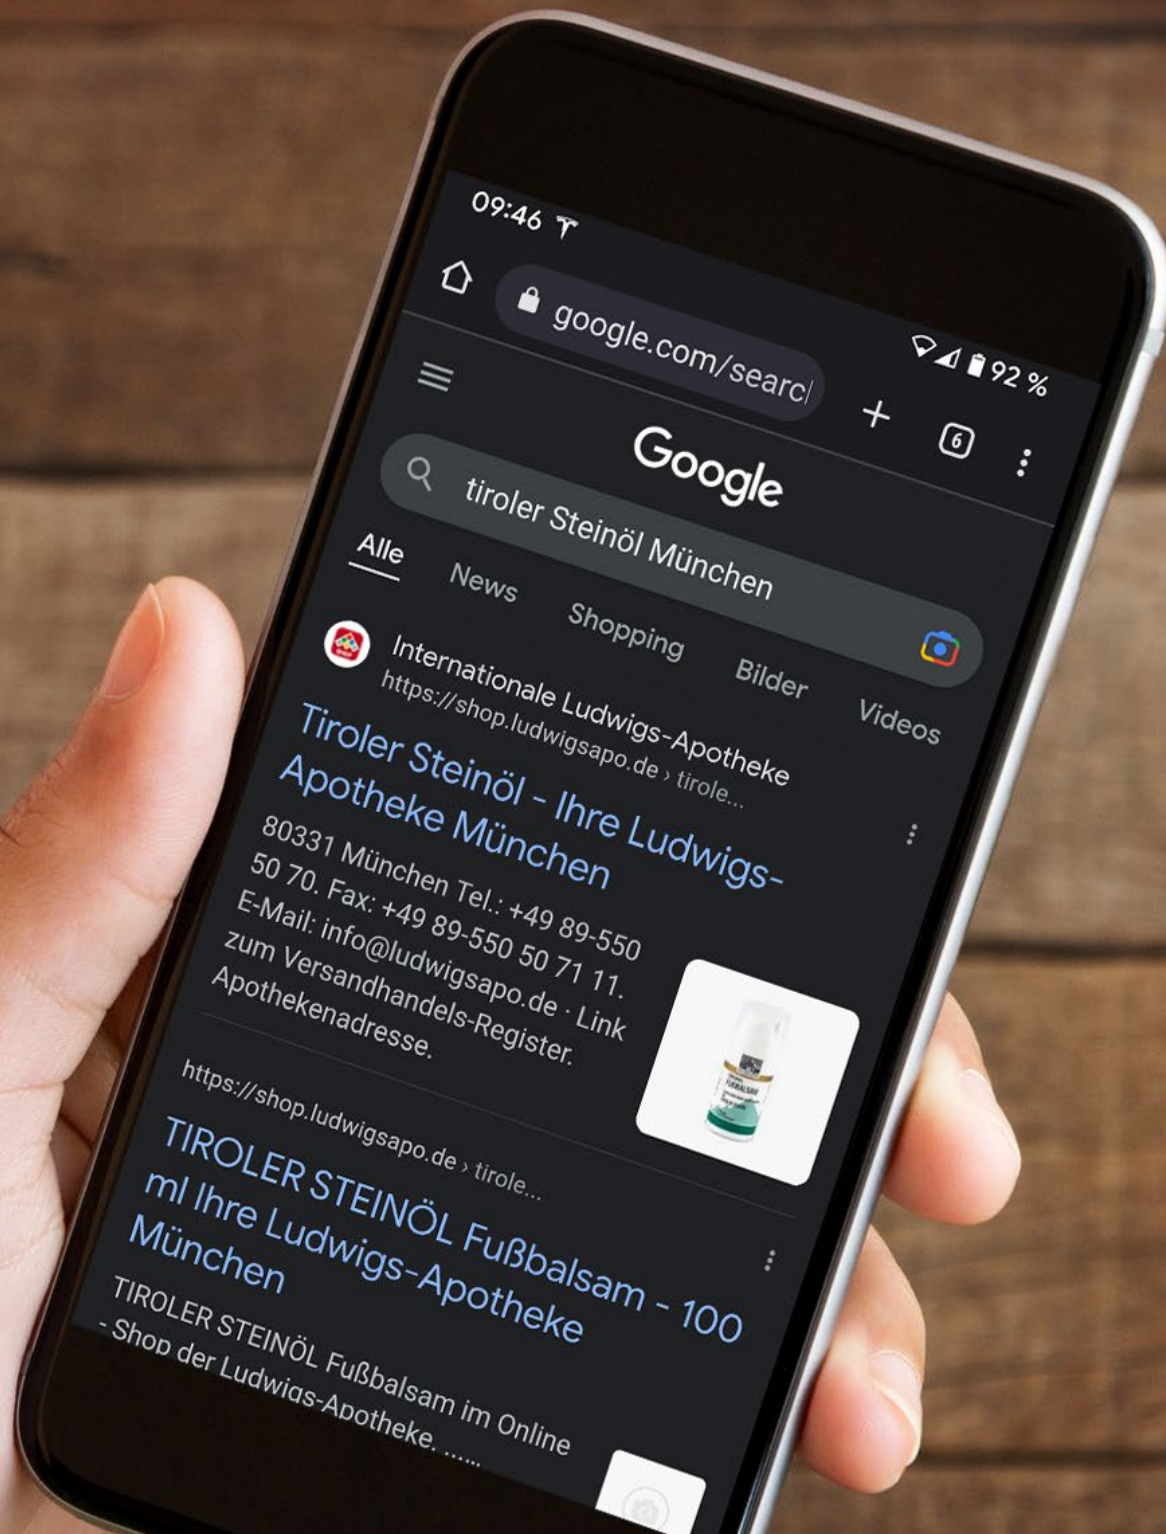 09:46
92 %
google.com/searc
6
Google
tiroler Steinöl München
Alle News Shopping Bilder Videos
Internationale Ludwigs-Apotheke
https://shop.ludwigsapo.de › tirole...
Tiroler Steinöl - Ihre Ludwigs-
Apotheke München
80331 München Tel.: +49 89-550
50 70. Fax: +49 89-550 50 71 11.
E-Mail: info@ludwigsapo.de · Link
zum Versandhandels-Register.
Apothekenadresse.
FUßBALSAM
https://shop.ludwigsapo.de › tirole...
TIROLER STEINÖL Fußbalsam - 100
ml Ihre Ludwigs-Apotheke
München
TIROLER STEINÖL Fußbalsam im Online
- Shop der Ludwigs-Apotheke. ......